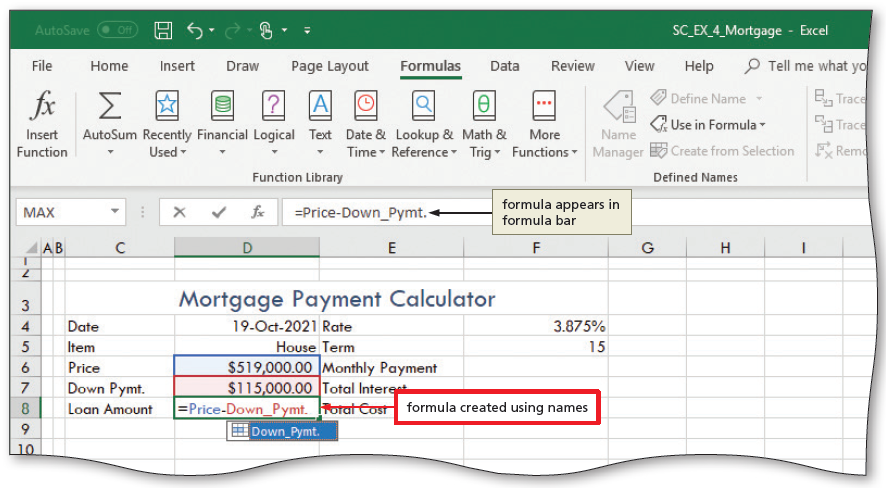 AutoSave Off SC_EX_4_Mortgage - Excel
File Home Insert Draw Page Layout Formulas Data Review View Help Tell me what yo
fx Σ ? A θ
Insert Function
AutoSum
Recently Used
Financial
Logical
Text
Date & Time
Lookup & Reference
Math & Trig
More Functions
Function Library
Name Manager
Define Name
Use in Formula
Create from Selection
Defined Names
Trace
Trace
Remo
MAX fx =Price-Down_Pymt.
formula appears in
formula bar
A B C D E F G H I
1
2
3 Mortgage Payment Calculator
4 Date 19-Oct-2021 Rate 3.875%
5 Item House Term 15
6 Price $519,000.00 Monthly Payment
7 Down Pymt. $115,000.00 Total Interest
8 Loan Amount =Price-Down_Pymt. Total Cost
formula created using names
9 Down_Pymt.
10